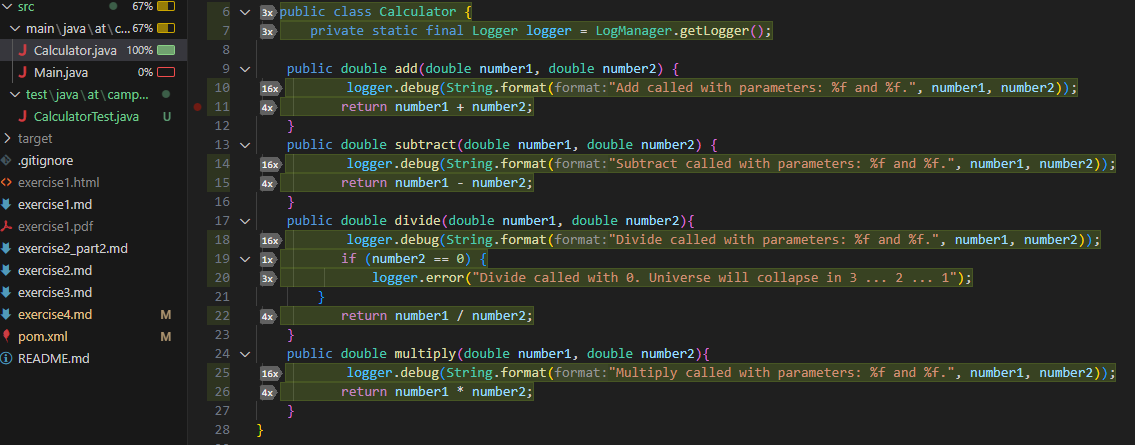 src 67%
main\java\at\c... 67%
J Calculator.java 100%
J Main.java 0%
test\java\at\camp...
J CalculatorTest.java U
target
.gitignore
exercise1.html
exercise1.md
exercise1.pdf
exercise2_part2.md
exercise2.md
exercise3.md
exercise4.md M
pom.xml M
README.md
6 3x public class Calculator {
7 3x private static final Logger logger = LogManager.getLogger();
8
9 public double add(double number1, double number2) {
10 16x logger.debug(String.format(format:"Add called with parameters: %f and %f.", number1, number2));
11 4x return number1 + number2;
12 }
13 public double subtract(double number1, double number2) {
14 16x logger.debug(String.format(format:"Subtract called with parameters: %f and %f.", number1, number2));
15 4x return number1 - number2;
16 }
17 public double divide(double number1, double number2){
18 16x logger.debug(String.format(format:"Divide called with parameters: %f and %f.", number1, number2));
19 1x if (number2 == 0) {
20 3x logger.error("Divide called with 0. Universe will collapse in 3 ... 2 ... 1");
21 }
22 4x return number1 / number2;
23 }
24 public double multiply(double number1, double number2){
25 16x logger.debug(String.format(format:"Multiply called with parameters: %f and %f.", number1, number2));
26 4x return number1 * number2;
27 }
28 }